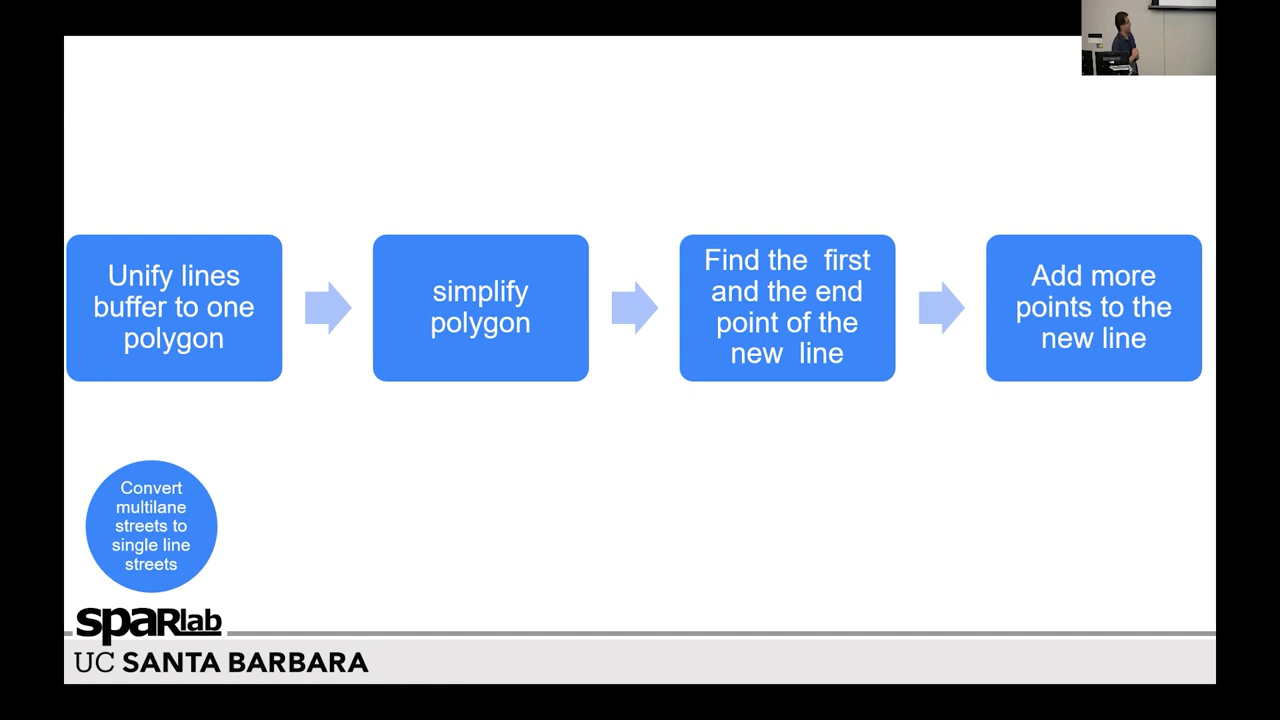 Unify lines
buffer to one
polygon
simplify
polygon
Find the first
and the end
point of the
new line
Add more
points to the
new line
Convert
multilane
streets to
single line
streets
spaRlab
UC SANTA BARBARA